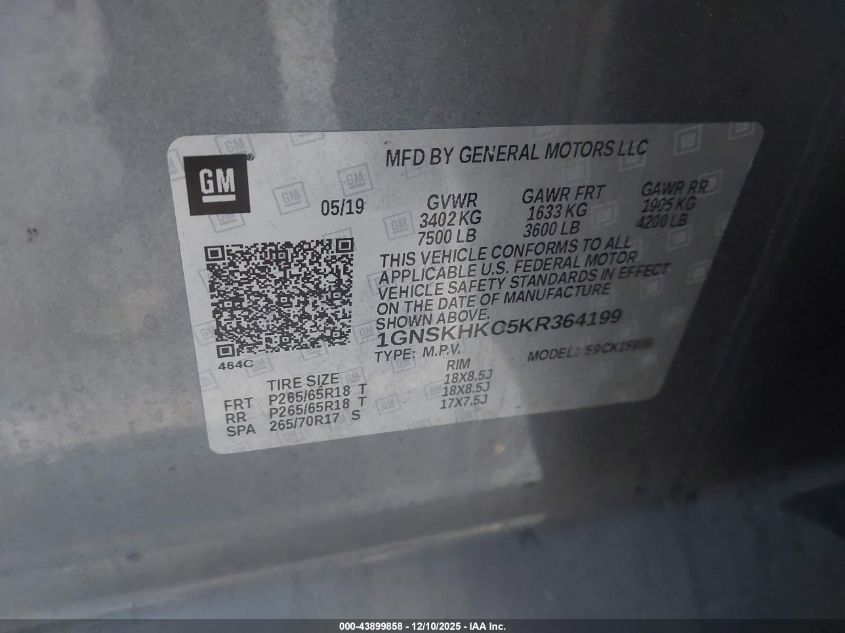 GM
MFD BY GENERAL MOTORS LLC
05/19
GVWR GAWR FRT GAWR RR
3402 KG 1633 KG 1905 KG
7500 LB 3600 LB 4200 LB
THIS VEHICLE CONFORMS TO ALL
APPLICABLE U.S. FEDERAL MOTOR
VEHICLE SAFETY STANDARDS IN EFFECT
ON THE DATE OF MANUFACTURE
SHOWN ABOVE.
1GNSKHKC5KR364199
TYPE: M.P.V. MODEL:
464C
TIRE SIZE RIM
FRT P265/65R18 T 18X8.5J
RR P265/65R18 T 18X8.5J
SPA 265/70R17 S 17X7.5J
000-43899858 - 12/10/2025 - IAA Inc.